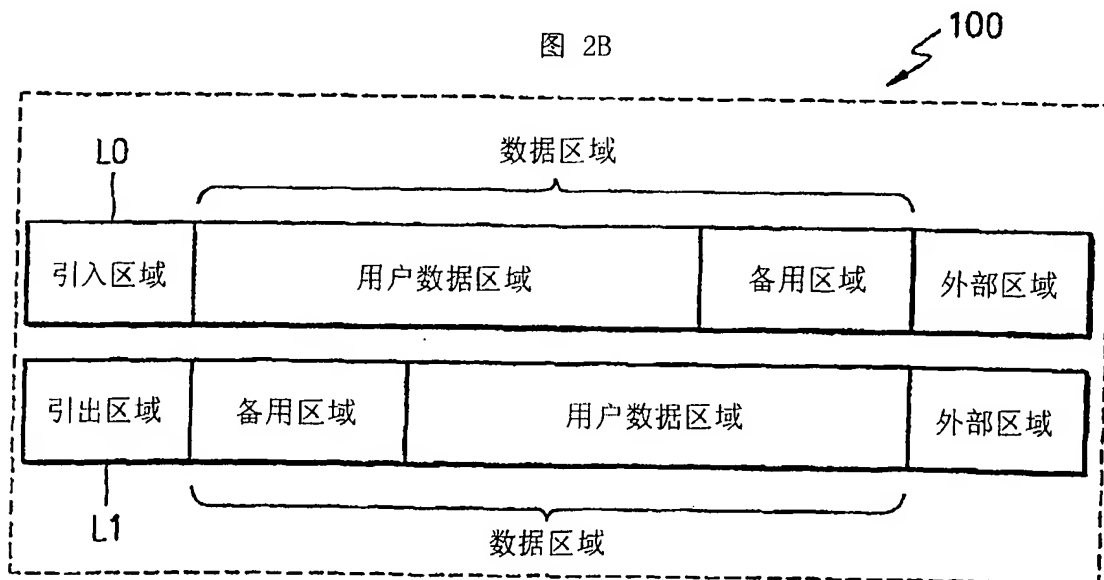 图 2B
100
数据区域
L0
引入区域 用户数据区域 备用区域 外部区域
引出区域 备用区域 用户数据区域 外部区域
L1
数据区域